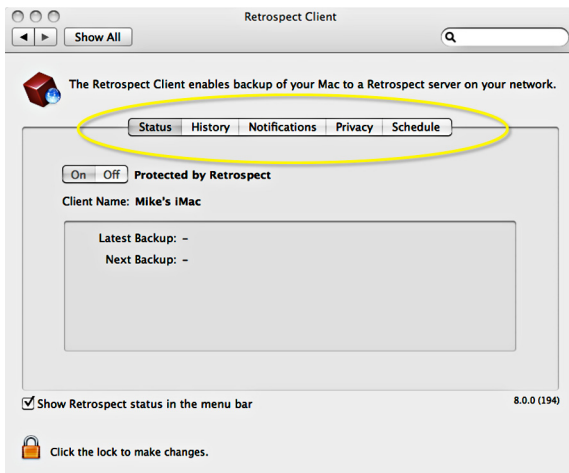 Retrospect Client
Show All
The Retrospect Client enables backup of your Mac to a Retrospect server on your network.
Status History Notifications Privacy Schedule
On Off Protected by Retrospect
Client Name: Mike's iMac
Latest Backup: –
Next Backup: –
Show Retrospect status in the menu bar
8.0.0 (194)
Click the lock to make changes.